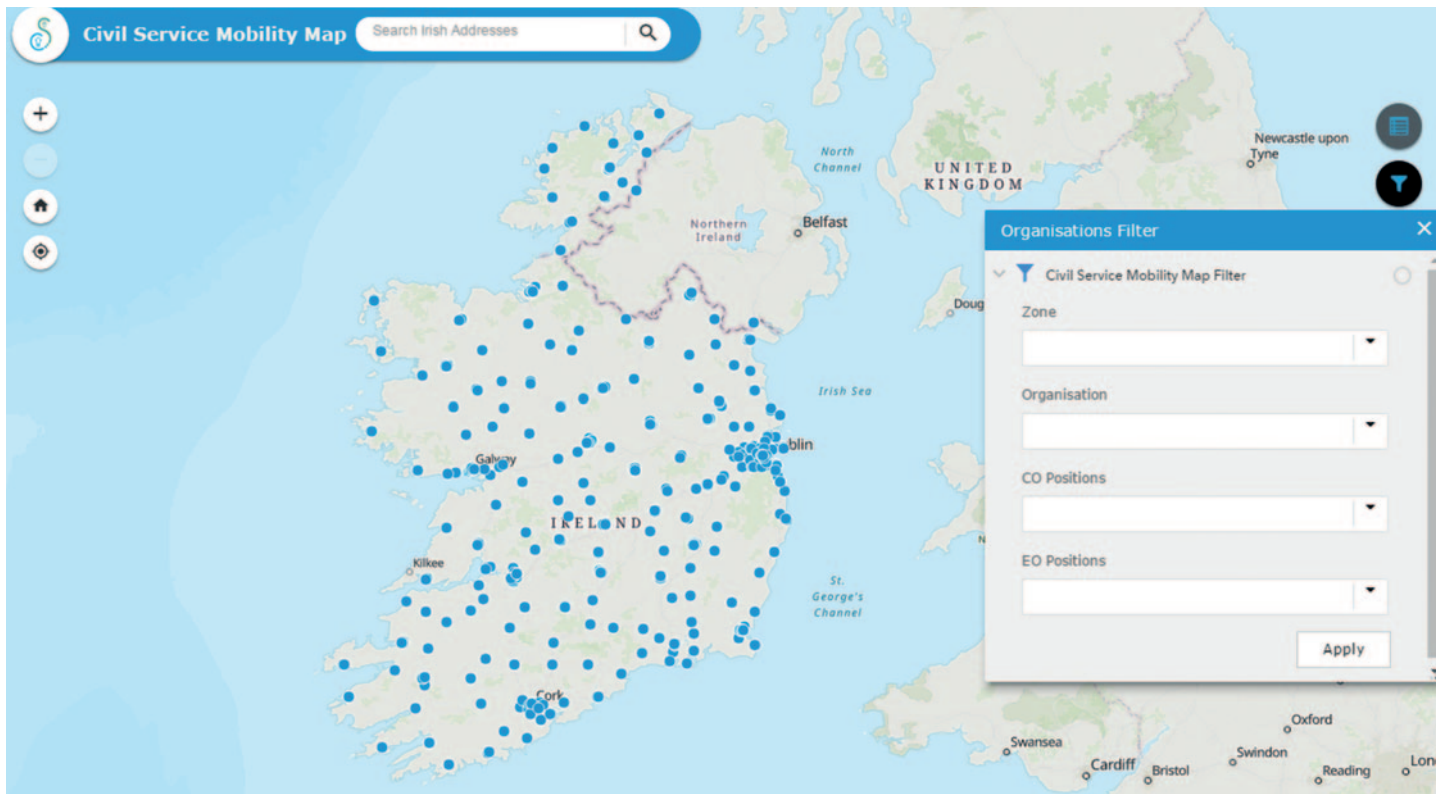 Civil Service Mobility Map
Search Irish Addresses
North
Channel
UNITED
KINGDOM
Newcastle upon
Tyne
Northern
Ireland
Belfast
Organisations Filter
Civil Service Mobility Map Filter
Doug
Zone
Irish Sea
Organisation
blin
Galway
CO Positions
IRELAND
Kilkee
EO Positions
St.
George's
Channel
Apply
Cork
Oxford
Swansea
Swindon
Cardiff
Bristol
Reading
Lon